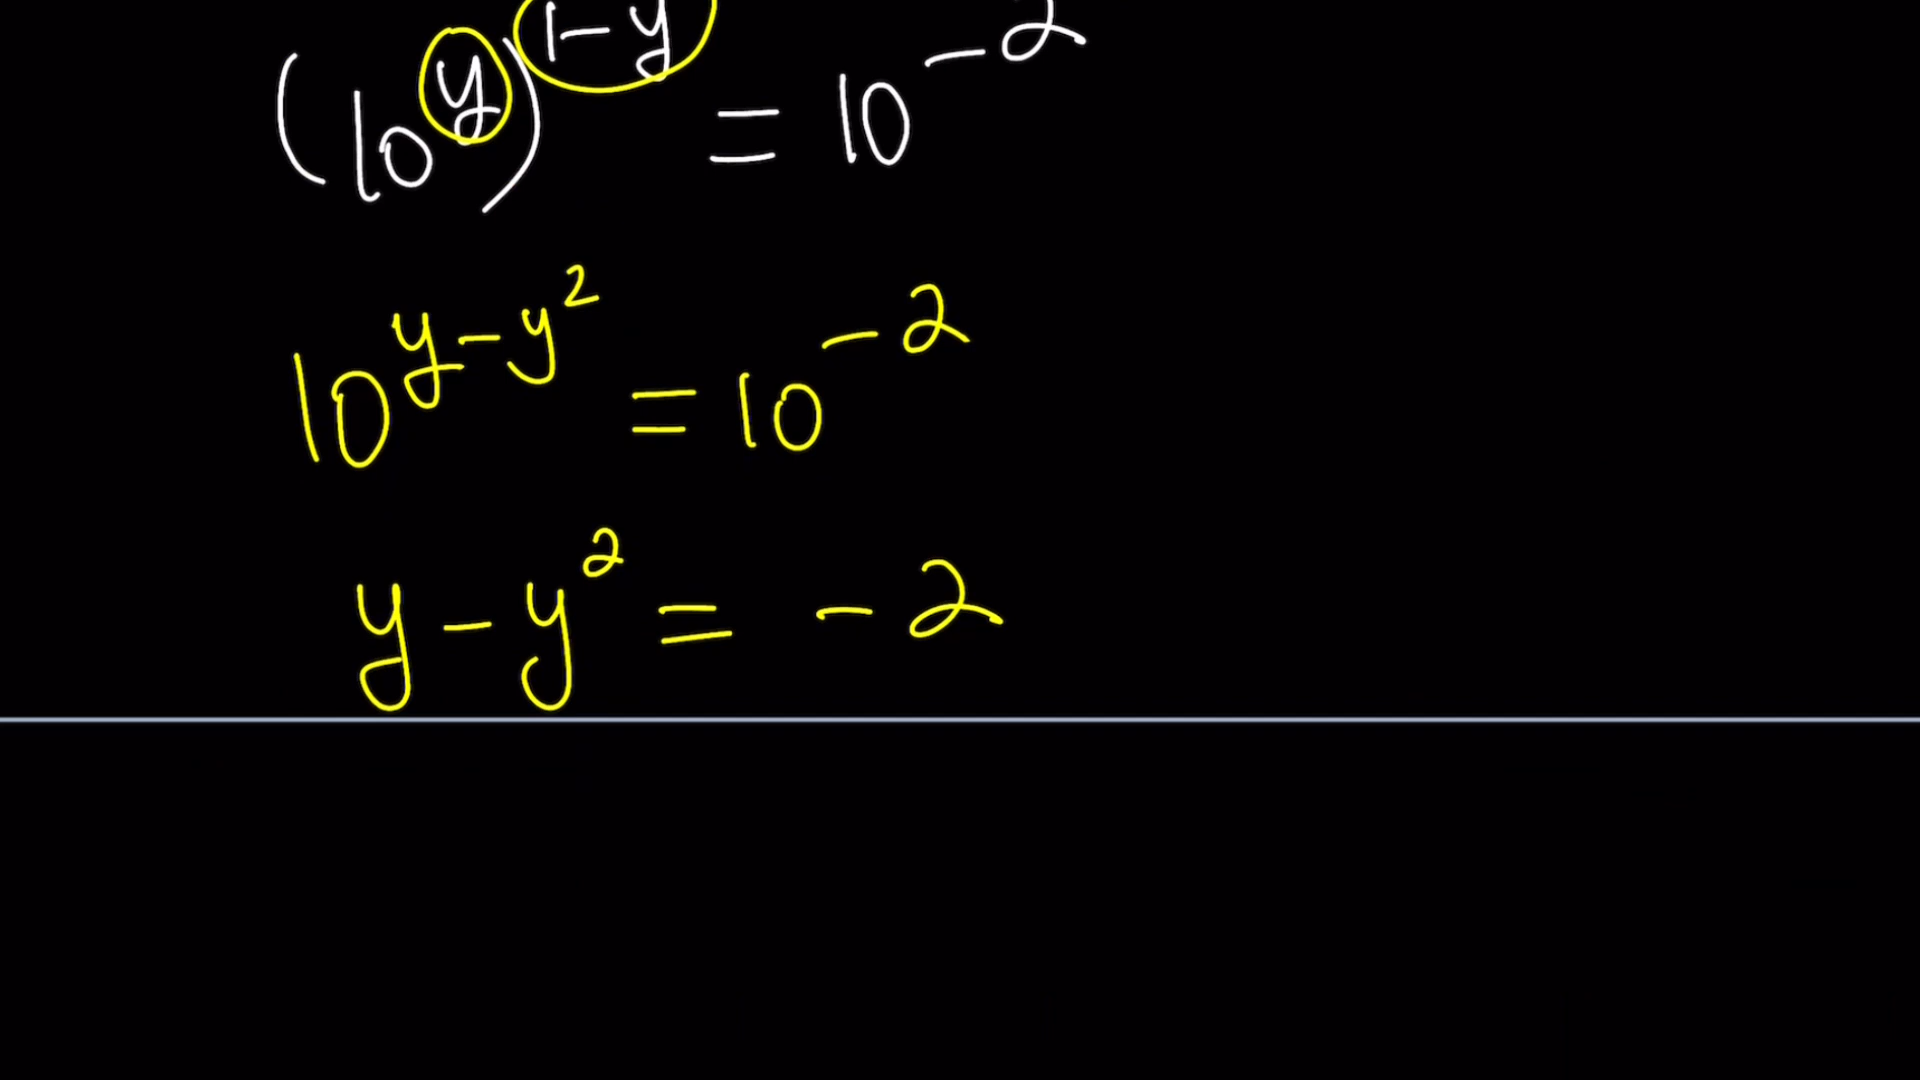 (10^y)^1-y = 10^-2
10^y-y^2 = 10^-2
y - y^2 = -2